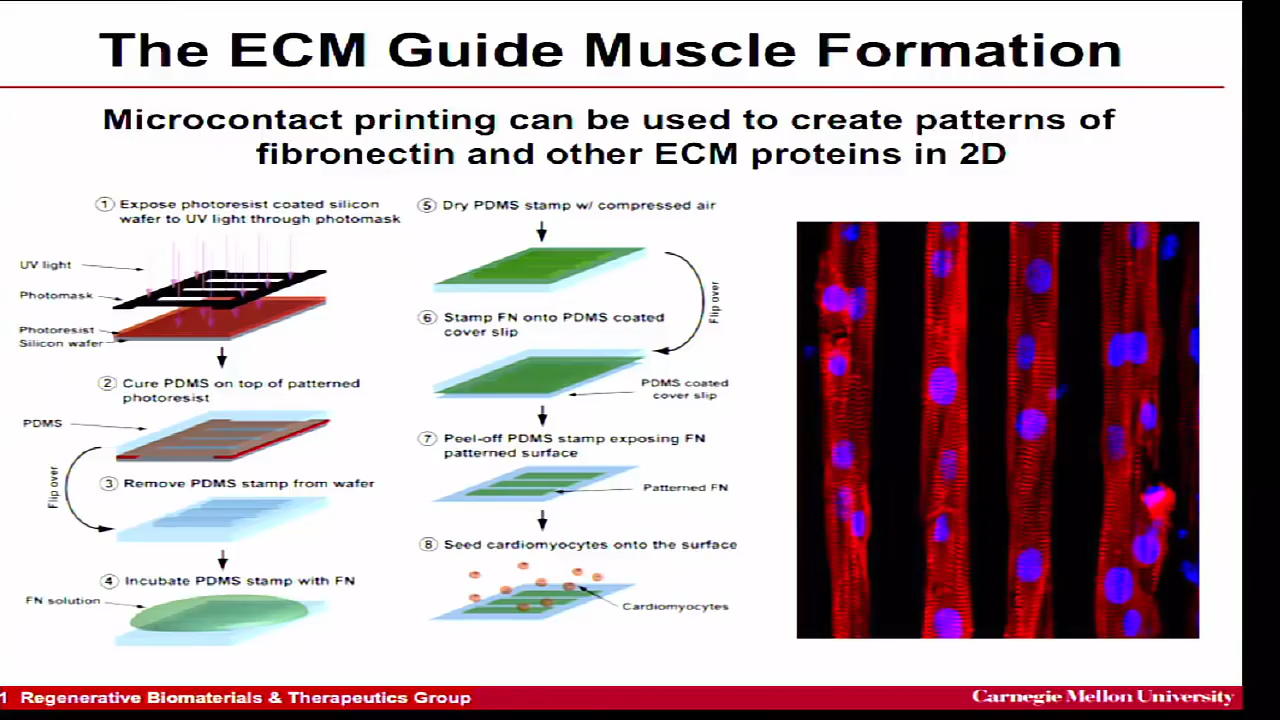 The ECM Guide Muscle Formation
Microcontact printing can be used to create patterns of
fibronectin and other ECM proteins in 2D
1 Expose photoresist coated silicon
wafer to UV light through photomask
UV light
Photomask
Photoresist
Silicon wafer
2 Cure PDMS on top of patterned
photoresist
PDMS
Flip over
3 Remove PDMS stamp from wafer
4 Incubate PDMS stamp with FN
FN solution
5 Dry PDMS stamp w/ compressed air
Flip over
6 Stamp FN onto PDMS coated
cover slip
PDMS coated
cover slip
7 Peel-off PDMS stamp exposing FN
patterned surface
Patterned FN
8 Seed cardiomyocytes onto the surface
Cardiomyocytes
1 Regenerative Biomaterials & Therapeutics Group
Carnegie Mellon University